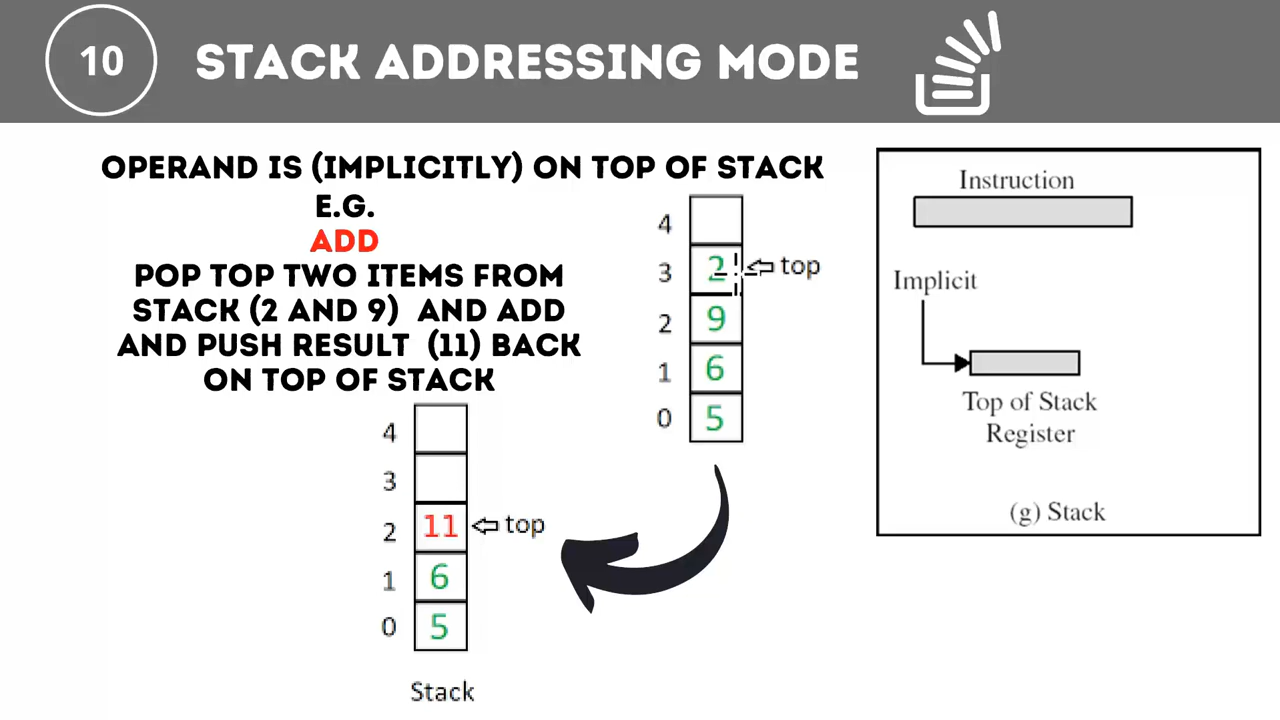 10
STACK ADDRESSING MODE
OPERAND IS (IMPLICITLY) ON TOP OF STACK
E.G.
ADD
POP TOP TWO ITEMS FROM
STACK (2 AND 9) AND ADD
AND PUSH RESULT (11) BACK
ON TOP OF STACK
4
3 2 top
2 9
1 6
0 5
4
3
2 11 top
1 6
0 5
Stack
Instruction
Implicit
Top of Stack
Register
(g) Stack